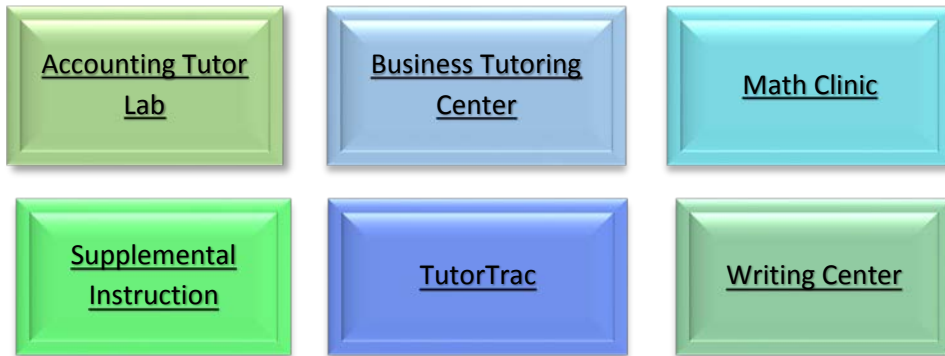 Accounting Tutor
Lab
Business Tutoring
Center
Math Clinic
Supplemental
Instruction
TutorTrac
Writing Center